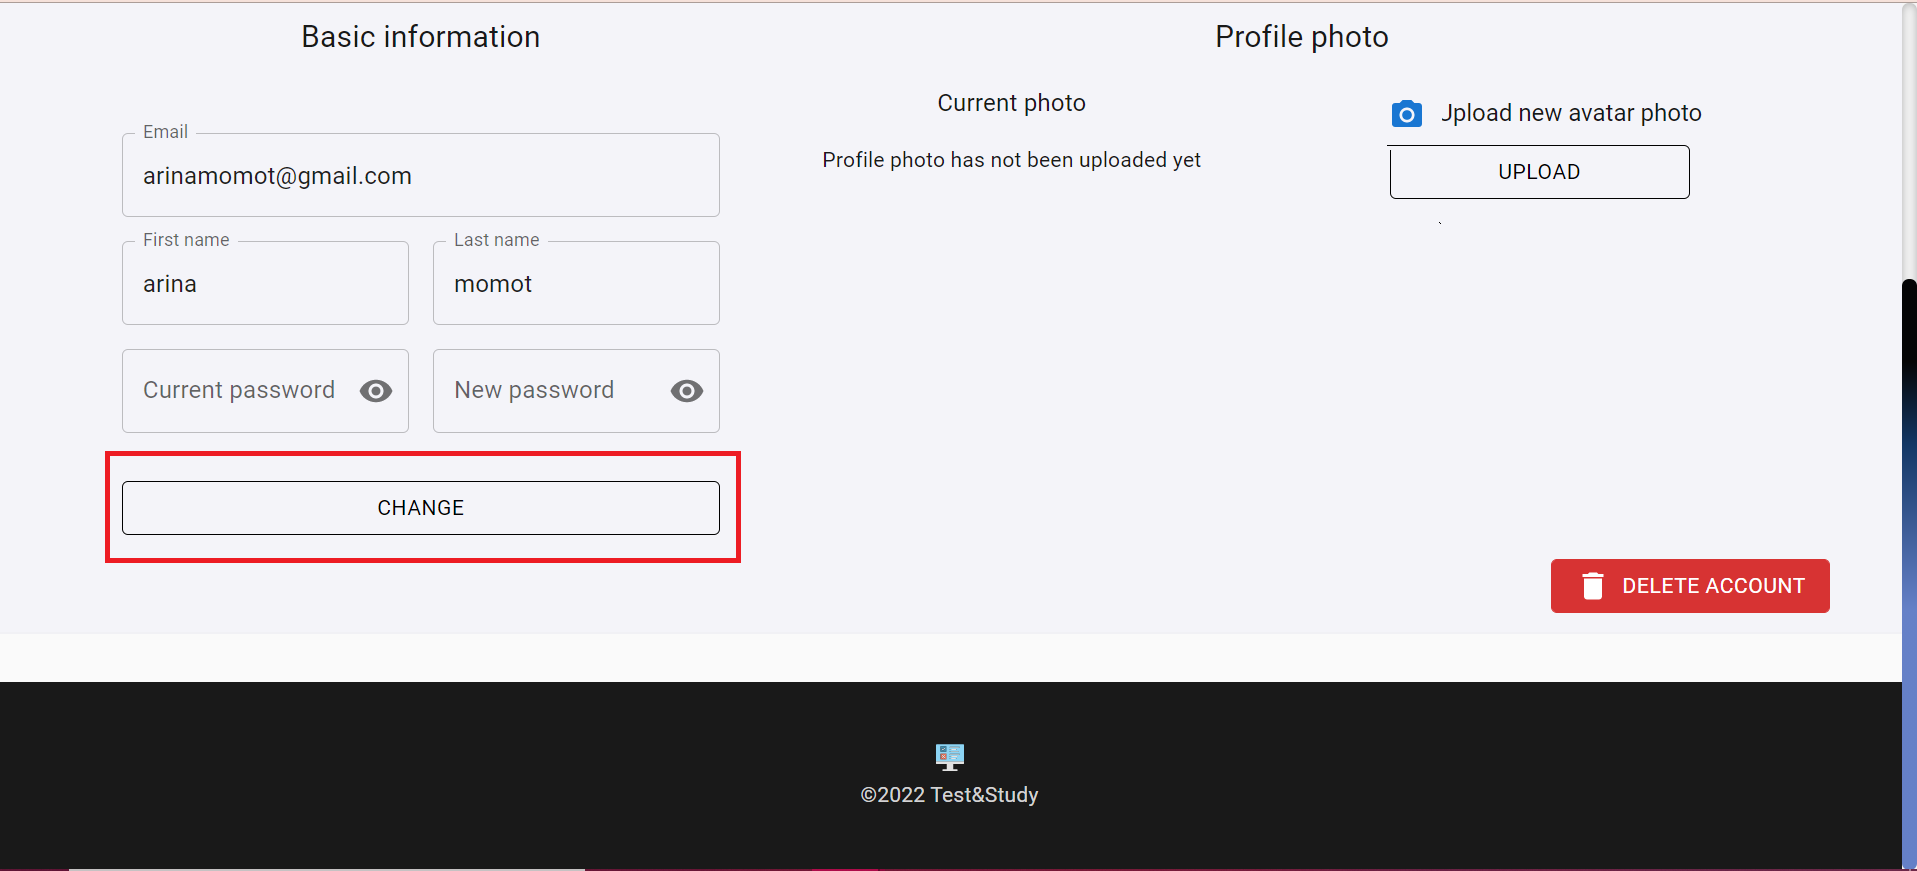 Basic information
Email
arinamomot@gmail.com
First name
arina
Last name
momot
Current password
New password
CHANGE
Profile photo
Current photo
Profile photo has not been uploaded yet
Upload new avatar photo
UPLOAD
DELETE ACCOUNT
©2022 Test&Study